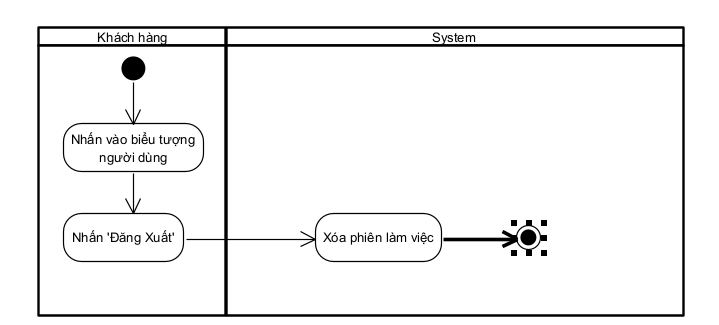 Khách hàng
System
Nhấn vào biểu tượng
người dùng
Nhấn 'Đăng Xuất'
Xóa phiên làm việc